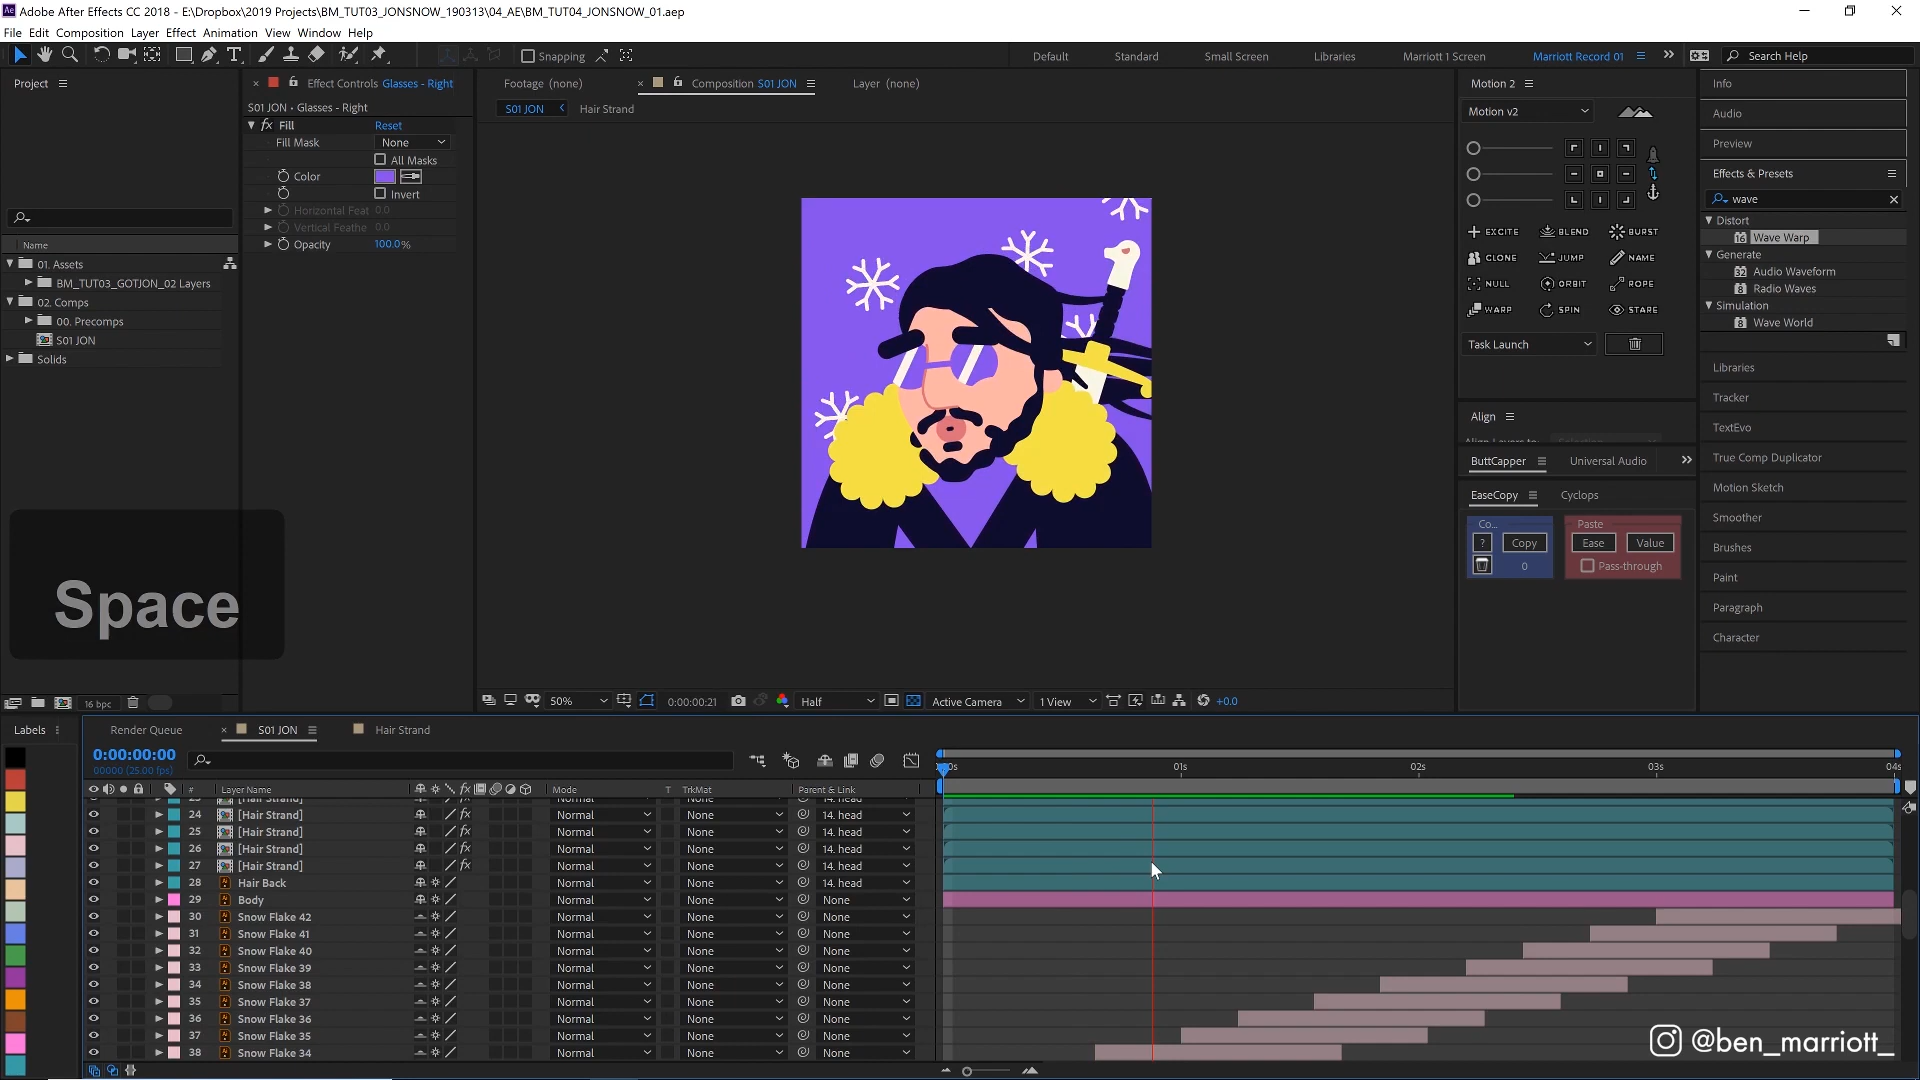 Adobe After Effects CC 2018 - E:\Dropbox\2019 Projects\BM_TUT03_JONSNOW_190313\04_AE\BM_TUT04_JONSNOW_01.aep
File Edit Composition Layer Effect Animation View Window Help
Snapping
Default Standard Small Screen Libraries Marriott 1 Screen Marriott Record 01 Search Help
Project
Effect Controls Glasses - Right
S01 JON • Glasses - Right
fx Fill Reset
Fill Mask None
All Masks
Color
Invert
Horizontal Feat 0.0
Vertical Feathe 0.0
Opacity 100.0%
Name
01. Assets
BM_TUT03_GOTJON_02 Layers
02. Comps
00. Precomps
S01 JON
Solids
Space
16 bpc
Footage (none) Composition S01 JON Layer (none)
S01 JON Hair Strand
50% 0:00:00:21 Half Active Camera 1 View +0.0
Motion 2
Motion v2
EXCITE BLEND BURST
CLONE JUMP NAME
NULL ORBIT ROPE
WARP SPIN STARE
Task Launch
Align
Align Layers to:
ButtCapper Universal Audio
EaseCopy Cyclops
Co... Paste
? Copy Ease Value
0 Pass-through
Info
Audio
Preview
Effects & Presets
wave
Distort
Wave Warp
Generate
Audio Waveform
Radio Waves
Simulation
Wave World
Libraries
Tracker
TextEvo
True Comp Duplicator
Motion Sketch
Smoother
Brushes
Paint
Paragraph
Character
Labels
Render Queue S01 JON Hair Strand
0:00:00:00
00000 (25.00 fps)
01s 02s 03s 04s
# Layer Name Mode T TrkMat Parent & Link
24 [Hair Strand] Normal None 14. head
25 [Hair Strand] Normal None 14. head
26 [Hair Strand] Normal None 14. head
27 [Hair Strand] Normal None 14. head
28 Hair Back Normal None 14. head
29 Body Normal None None
30 Snow Flake 42 Normal None None
31 Snow Flake 41 Normal None None
32 Snow Flake 40 Normal None None
33 Snow Flake 39 Normal None None
34 Snow Flake 38 Normal None None
35 Snow Flake 37 Normal None None
36 Snow Flake 36 Normal None None
37 Snow Flake 35 Normal None None
38 Snow Flake 34 Normal None None
@ben_marriott_